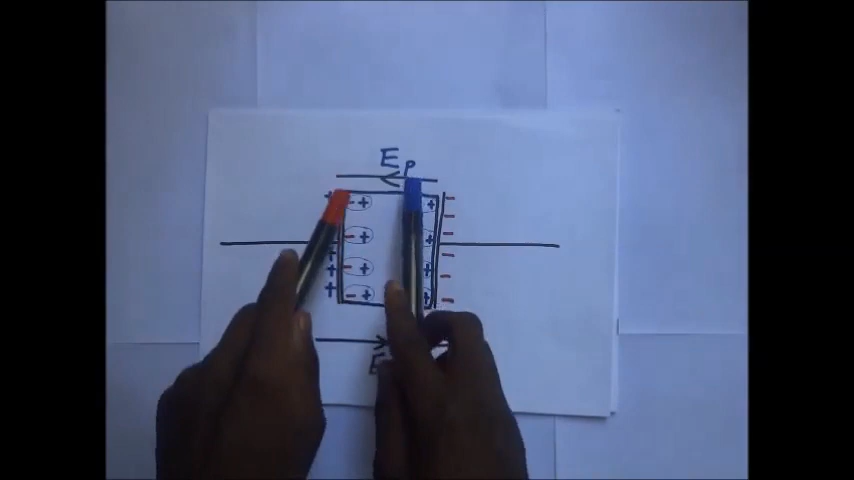 Ep
+ - + + -
-
- + + -
+ -
+ - + + -
+ - + + -
E